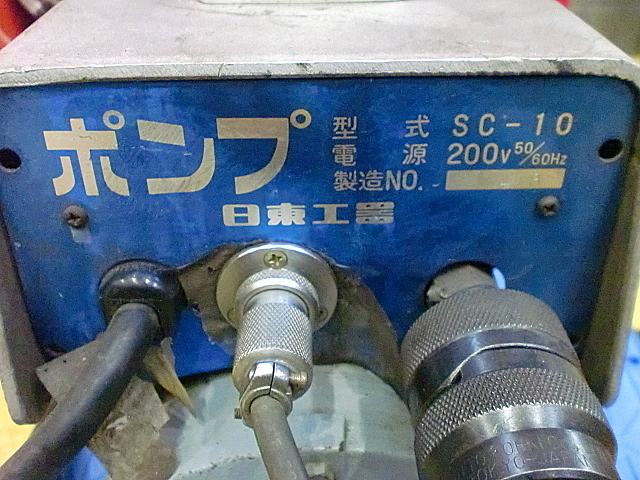 ポンプ
型 式 SC-10
電 源 200V 50/60Hz
製造NO.
日東工器